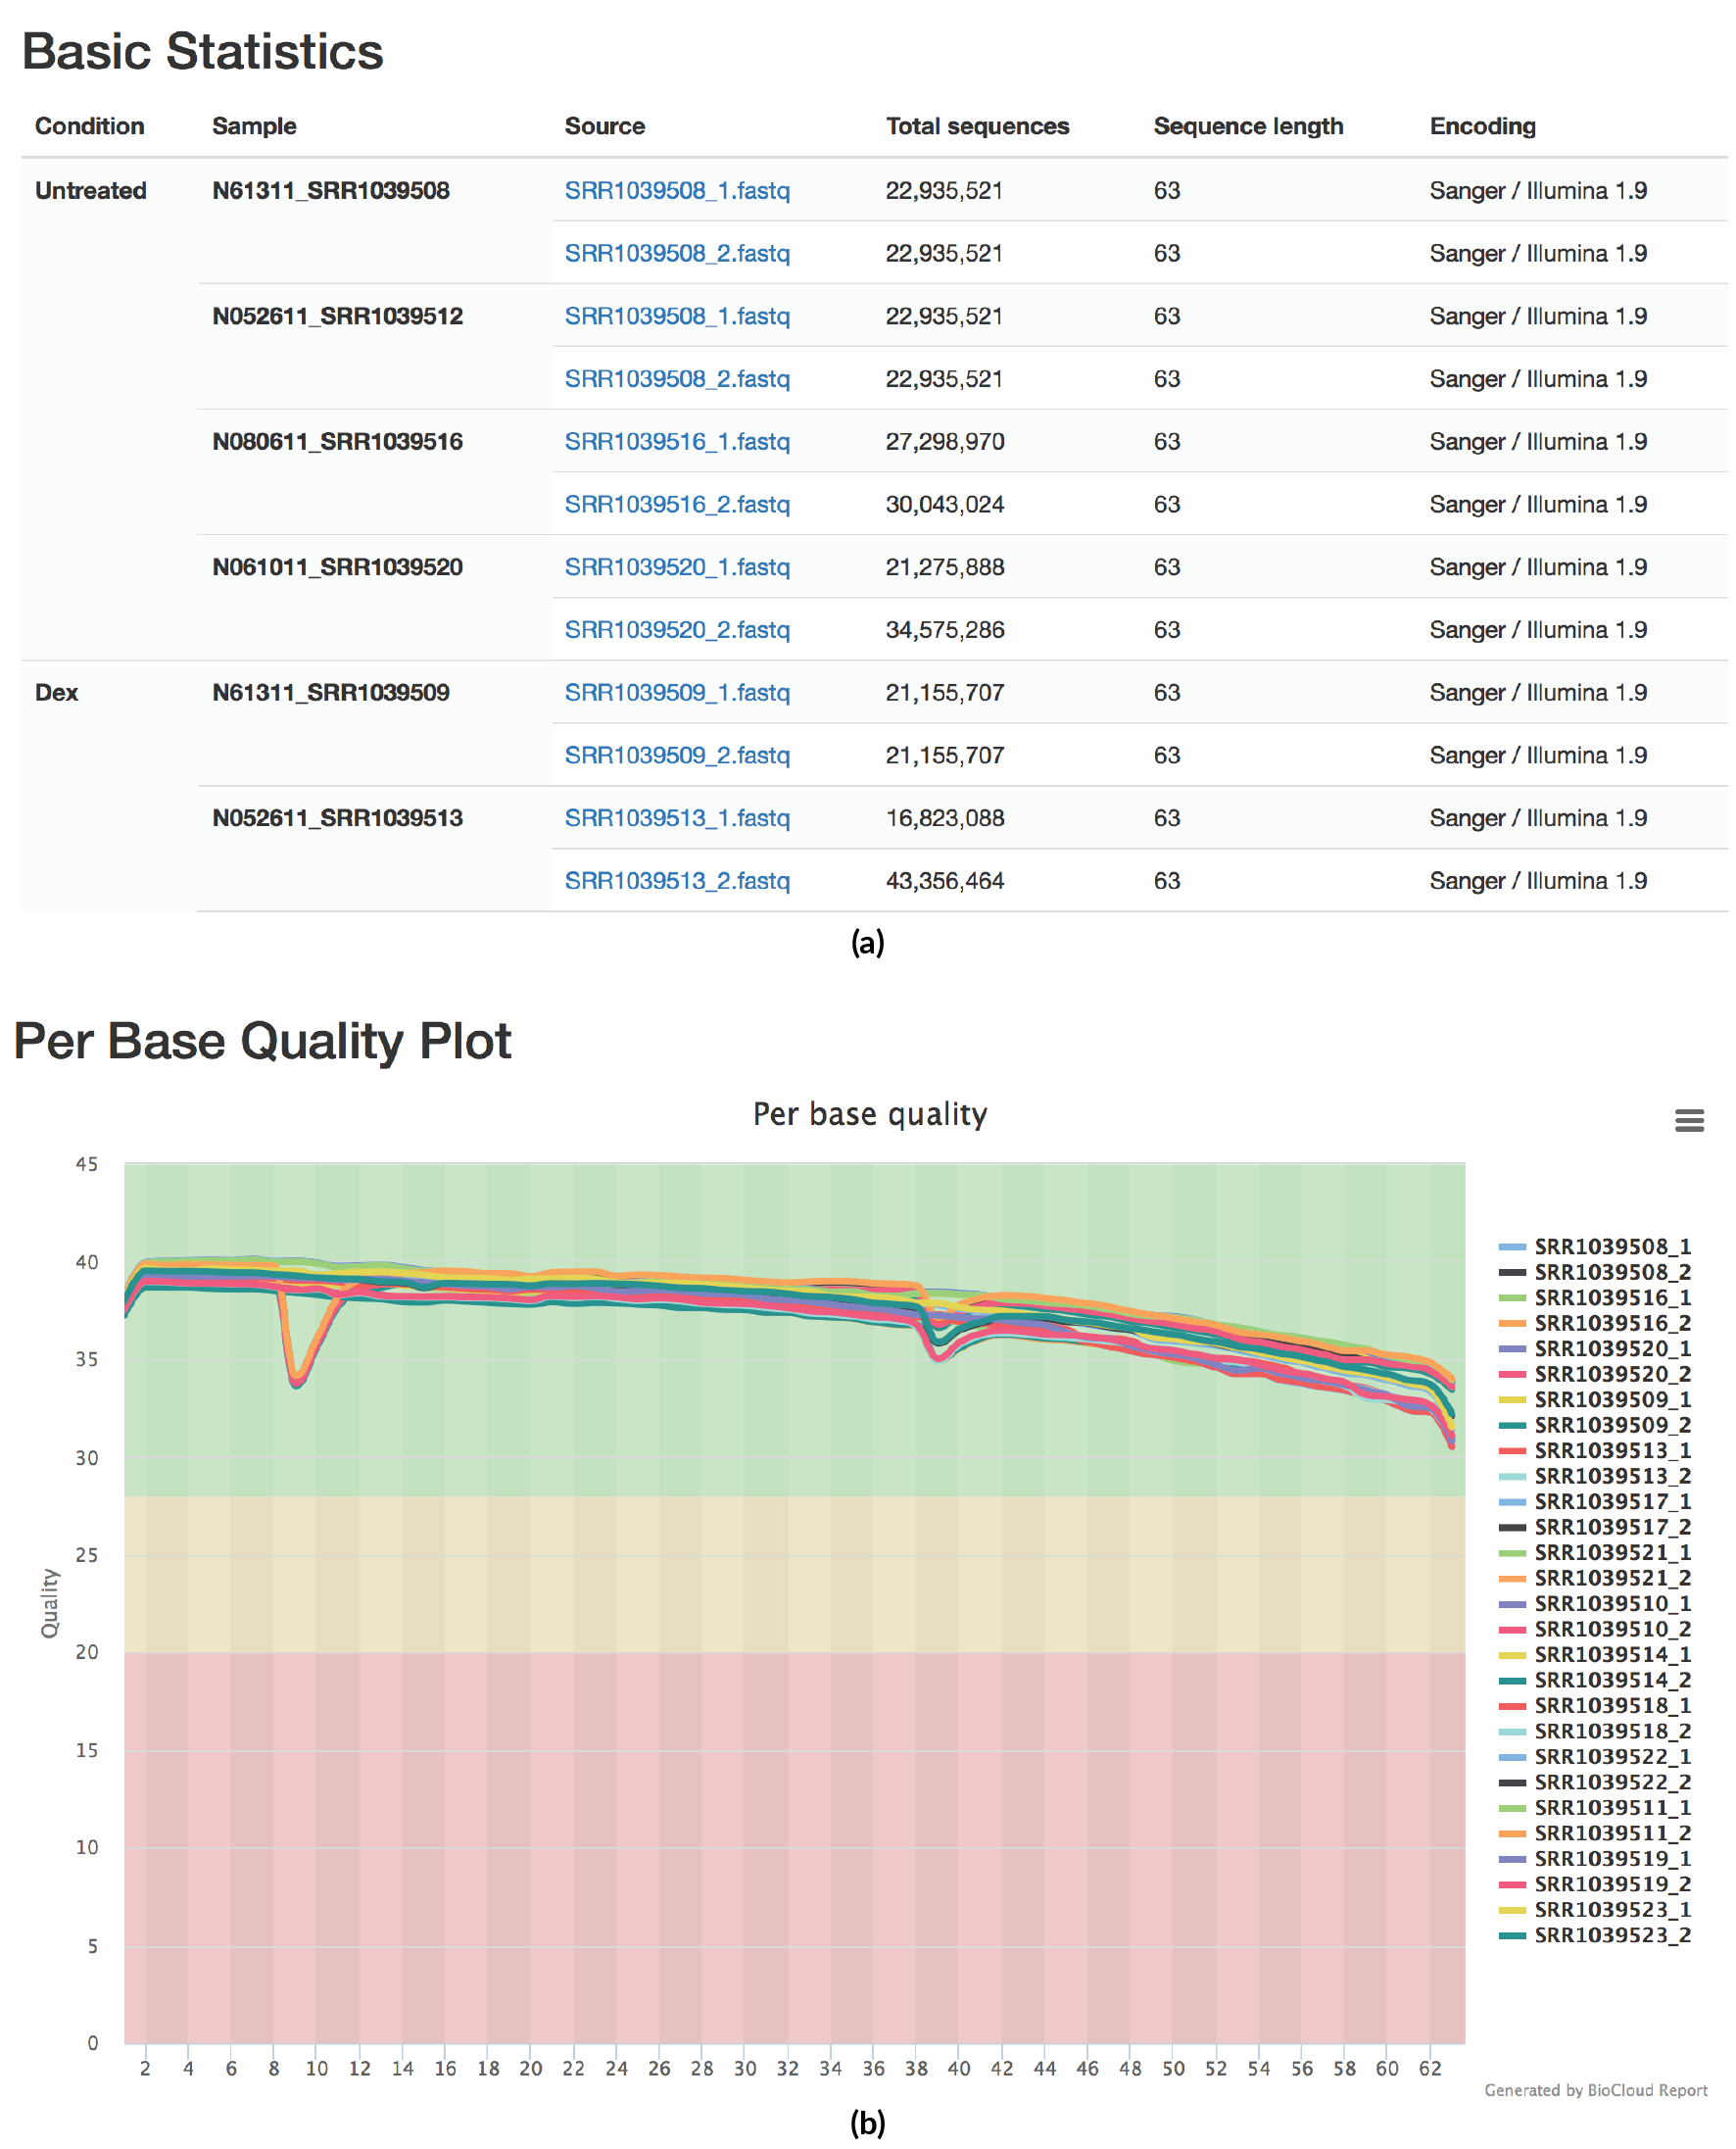 Basic Statistics
Condition Sample Source Total sequences Sequence length Encoding
Untreated N61311_SRR1039508 SRR1039508_1.fastq 22,935,521 63 Sanger / Illumina 1.9
SRR1039508_2.fastq 22,935,521 63 Sanger / Illumina 1.9
N052611_SRR1039512 SRR1039508_1.fastq 22,935,521 63 Sanger / Illumina 1.9
SRR1039508_2.fastq 22,935,521 63 Sanger / Illumina 1.9
N080611_SRR1039516 SRR1039516_1.fastq 27,298,970 63 Sanger / Illumina 1.9
SRR1039516_2.fastq 30,043,024 63 Sanger / Illumina 1.9
N061011_SRR1039520 SRR1039520_1.fastq 21,275,888 63 Sanger / Illumina 1.9
SRR1039520_2.fastq 34,575,286 63 Sanger / Illumina 1.9
Dex N61311_SRR1039509 SRR1039509_1.fastq 21,155,707 63 Sanger / Illumina 1.9
SRR1039509_2.fastq 21,155,707 63 Sanger / Illumina 1.9
N052611_SRR1039513 SRR1039513_1.fastq 16,823,088 63 Sanger / Illumina 1.9
SRR1039513_2.fastq 43,356,464 63 Sanger / Illumina 1.9
(a)
Per Base Quality Plot
Per base quality
45
40
35
30
25
20
15
10
5
0
Quality
2 4 6 8 10 12 14 16 18 20 22 24 26 28 30 32 34 36 38 40 42 44 46 48 50 52 54 56 58 60 62
SRR1039508_1
SRR1039508_2
SRR1039516_1
SRR1039516_2
SRR1039520_1
SRR1039520_2
SRR1039509_1
SRR1039509_2
SRR1039513_1
SRR1039513_2
SRR1039517_1
SRR1039517_2
SRR1039521_1
SRR1039521_2
SRR1039510_1
SRR1039510_2
SRR1039514_1
SRR1039514_2
SRR1039518_1
SRR1039518_2
SRR1039522_1
SRR1039522_2
SRR1039511_1
SRR1039511_2
SRR1039519_1
SRR1039519_2
SRR1039523_1
SRR1039523_2
Generated by BioCloud Report
(b)